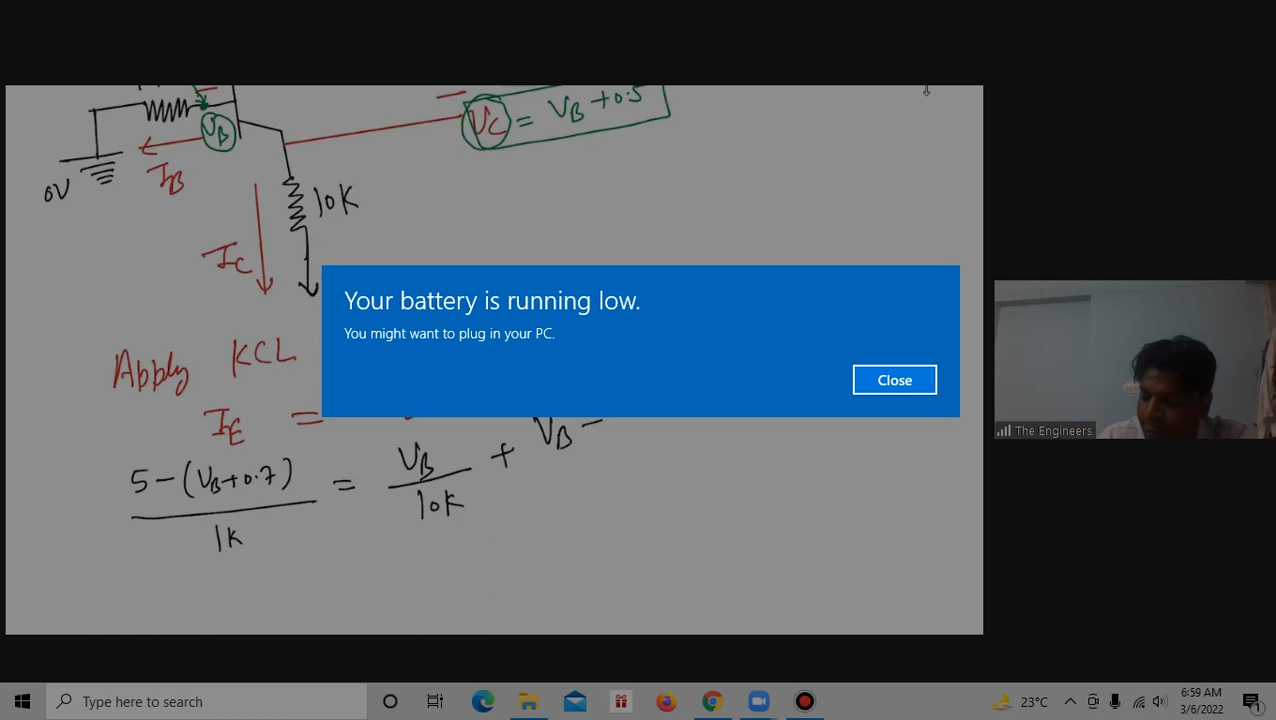 VC = VB + 0.5
VB
IB
0V
10K
IC
Your battery is running low.
You might want to plug in your PC.
Close
Apply KCL
IE =
5 - (VB + 0.7) / 1K = VB / 10K + VB -
The Engineers
Type here to search
23°C
6:59 AM
3/6/2022
1